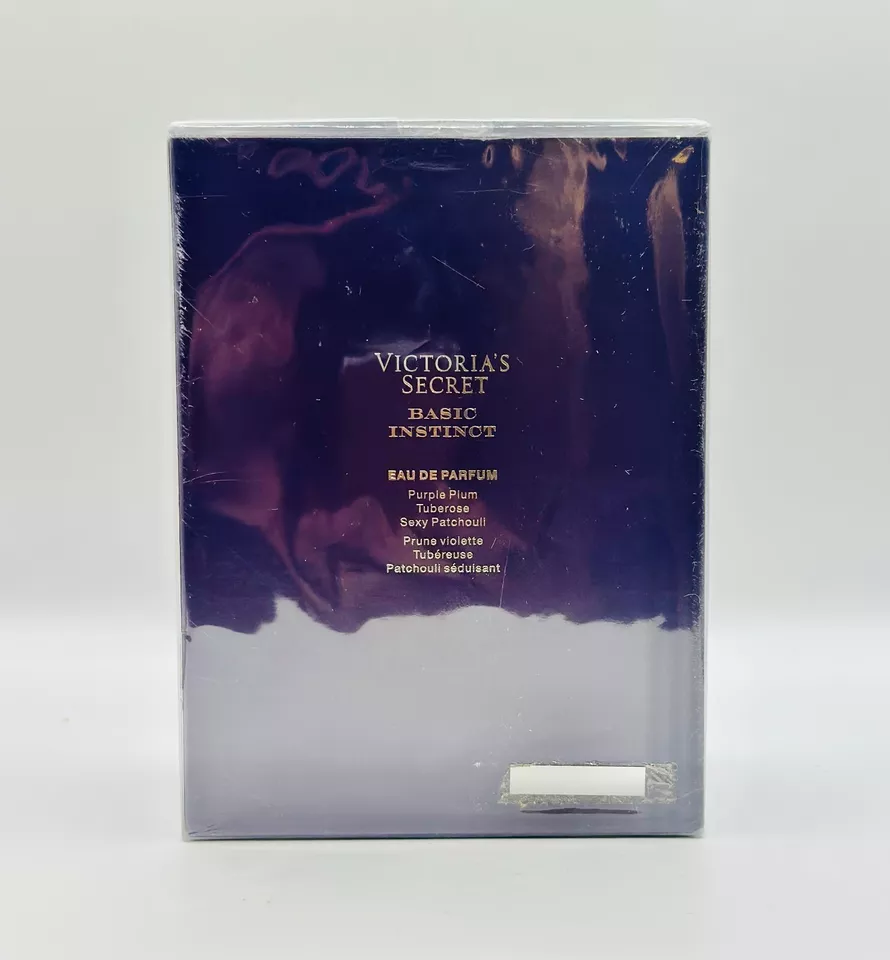 VICTORIA'S
SECRET
BASIC
INSTINCT
EAU DE PARFUM
Purple Plum
Tuberose
Sexy Patchouli
Prune violette
Tubéreuse
Patchouli séduisant